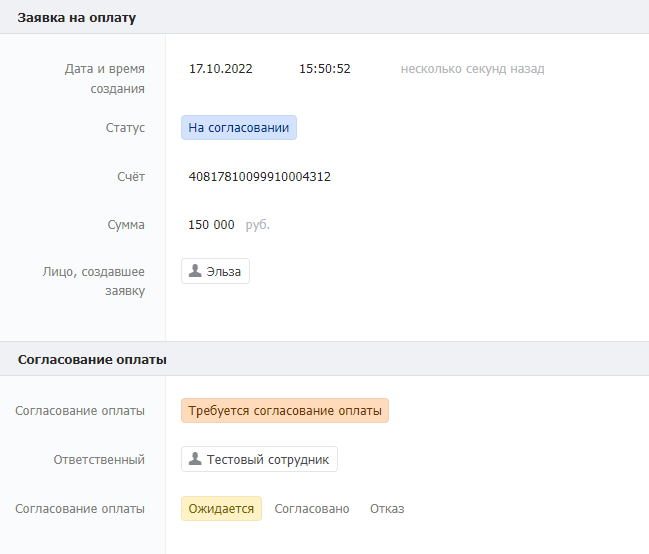 Заявка на оплату
Дата и время
создания
17.10.2022 15:50:52 несколько секунд назад
Статус На согласовании
Счёт 40817810099910004312
Сумма 150 000 руб.
Лицо, создавшее
заявку
Эльза
Согласование оплаты
Согласование оплаты Требуется согласование оплаты
Ответственный Тестовый сотрудник
Согласование оплаты Ожидается Согласовано Отказ